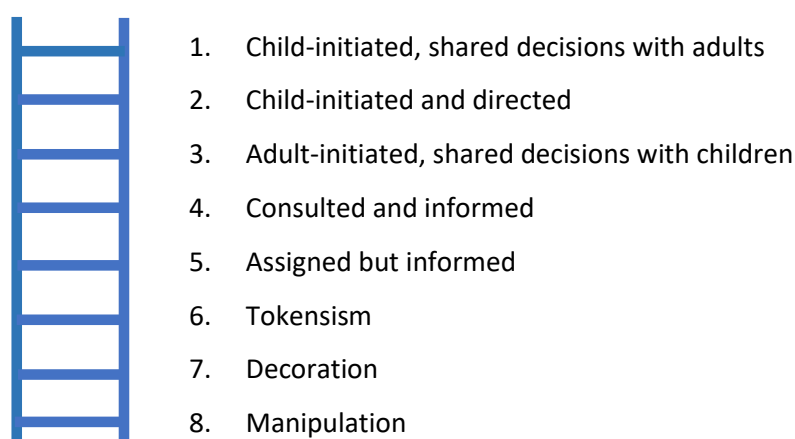 1. Child-initiated, shared decisions with adults
2. Child-initiated and directed
3. Adult-initiated, shared decisions with children
4. Consulted and informed
5. Assigned but informed
6. Tokensism
7. Decoration
8. Manipulation